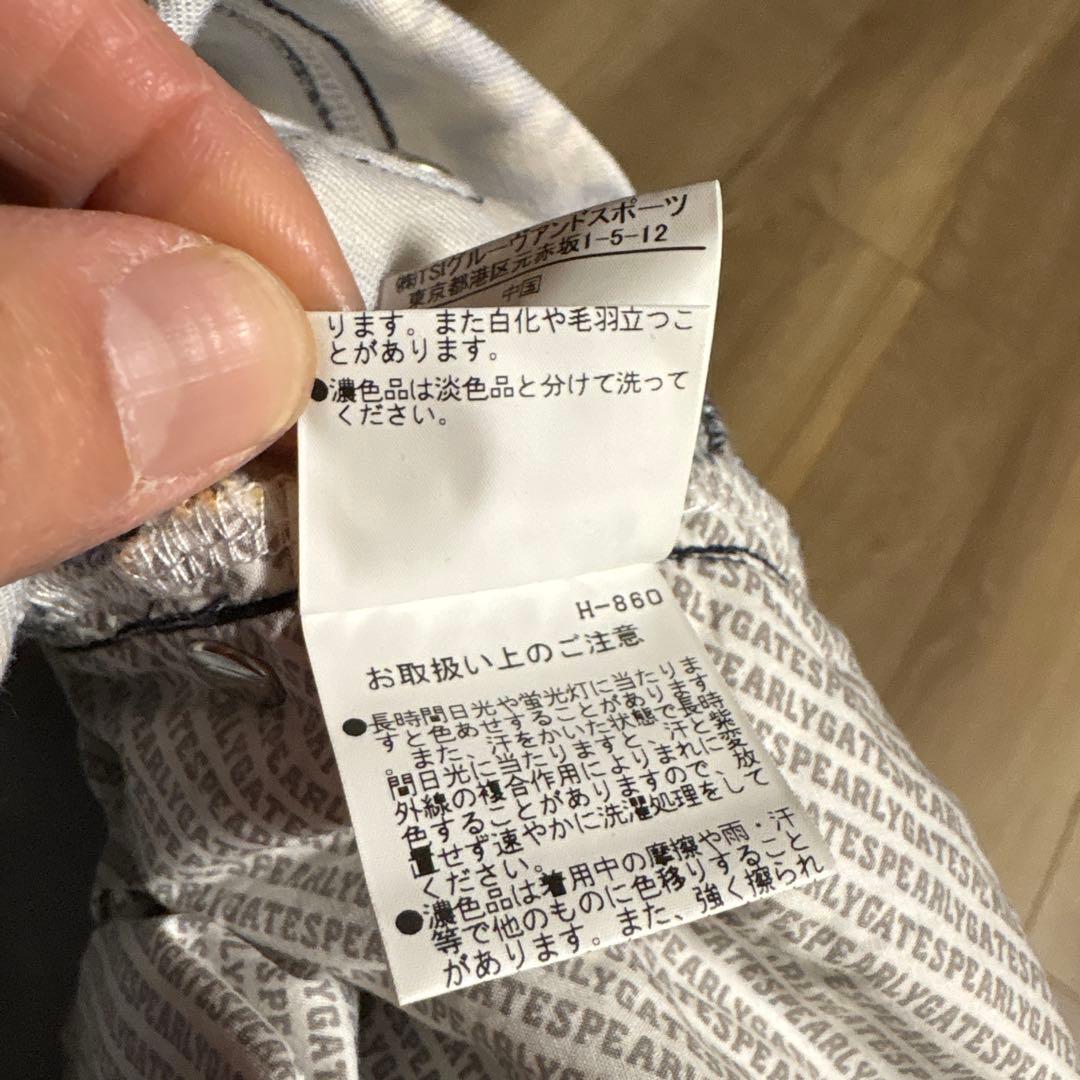 ㈱TSIグルーヴアンドスポーツ
東京都港区元赤坂1-5-12
中国
ります。また白化や毛羽立つこ
とがあります。
●濃色品は淡色品と分けて洗って
ください。
H-860
お取扱い上のご注意
●長時間日光や蛍光灯に当たりま
すと色あせすることがあります
。また、汗をかいた状態で長時
間日光に当たりますと、汗と紫
外線の複合作用によりまれに変
色することがありますので、放
置せず速やかに洗濯処理をして
ください。
●濃色品は着用中の摩擦や雨・汗
等で他のものに色移りすること
があります。また、強く擦られ
PEARLYGATES
PEARLYGATES
PEARLYGATES
PEARLYGATES
PEARLYGATES
PEARLYGATES